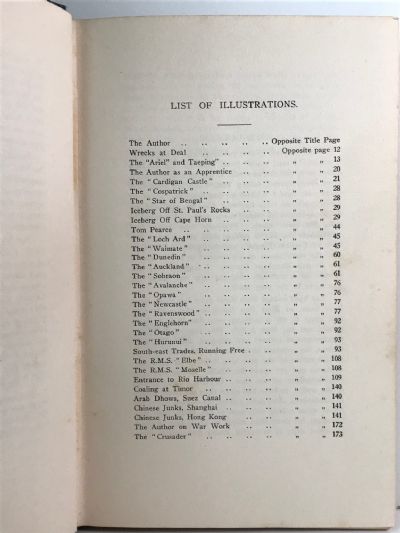 LIST OF ILLUSTRATIONS.
The Author .. .. .. .. .. Opposite Title Page
Wrecks at Deal .. .. .. .. Opposite page 12
The "Ariel" and Taeping" .. .. .. " " 13
The Author as an Apprentice .. .. .. " " 20
The "Cardigan Castle" .. .. .. " " 21
The "Cospatrick" .. .. .. .. " " 28
The "Star of Bengal" .. .. .. " " 28
Iceberg Off St. Paul's Rocks .. .. " " 29
Iceberg Off Cape Horn .. .. .. " " 29
Tom Pearce .. .. .. .. .. " " 44
The "Loch Ard" .. .. .. .. " " 45
The "Waimate" .. .. .. .. " " 45
The "Dunedin" .. .. .. .. " " 60
The "Auckland" .. .. .. .. " " 61
The "Sobraon" .. .. .. .. " " 61
The "Avalanche" .. .. .. .. " " 76
The "Opawa" .. .. .. .. " " 76
The "Newcastle" .. .. .. .. " " 77
The "Ravenswood" .. .. .. .. " " 77
The "Englehorn" .. .. .. .. " " 92
The "Otago" .. .. .. .. " " 92
The "Hurunui" .. .. .. .. " " 93
South-east Trades, Running Free .. .. " " 93
The R.M.S. "Elbe" .. .. .. .. " " 108
The R.M.S. "Moselle" .. .. .. " " 108
Entrance to Rio Harbour .. .. .. " " 109
Coaling at Timor .. .. .. .. " " 140
Arab Dhows, Suez Canal .. .. .. " " 140
Chinese Junks, Shanghai .. .. .. " " 141
Chinese Junks, Hong Kong .. .. " " 141
The Author on War Work .. .. .. " " 172
The "Crusader" .. .. .. .. " " 173